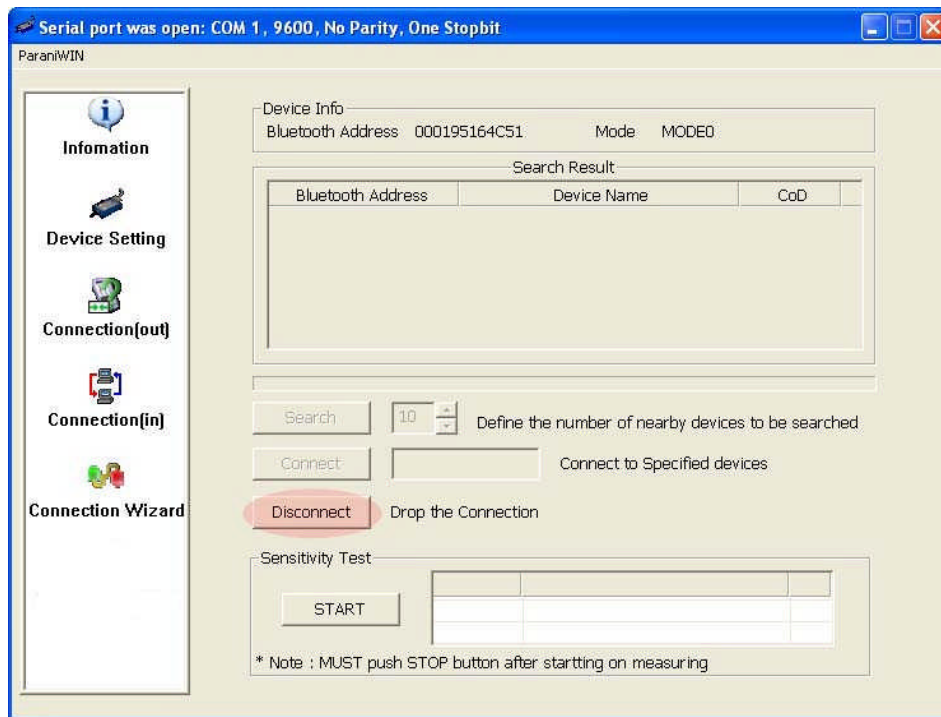 Serial port was open: COM 1, 9600, No Parity, One Stopbit
ParaniWIN
Infomation
Device Setting
Connection(out)
Connection(in)
Connection Wizard
Device Info
Bluetooth Address 000195164C51 Mode MODE0
Search Result
Bluetooth Address Device Name CoD
Search 10 Define the number of nearby devices to be searched
Connect Connect to Specified devices
Disconnect Drop the Connection
Sensitivity Test
START
* Note : MUST push STOP button after startting on measuring